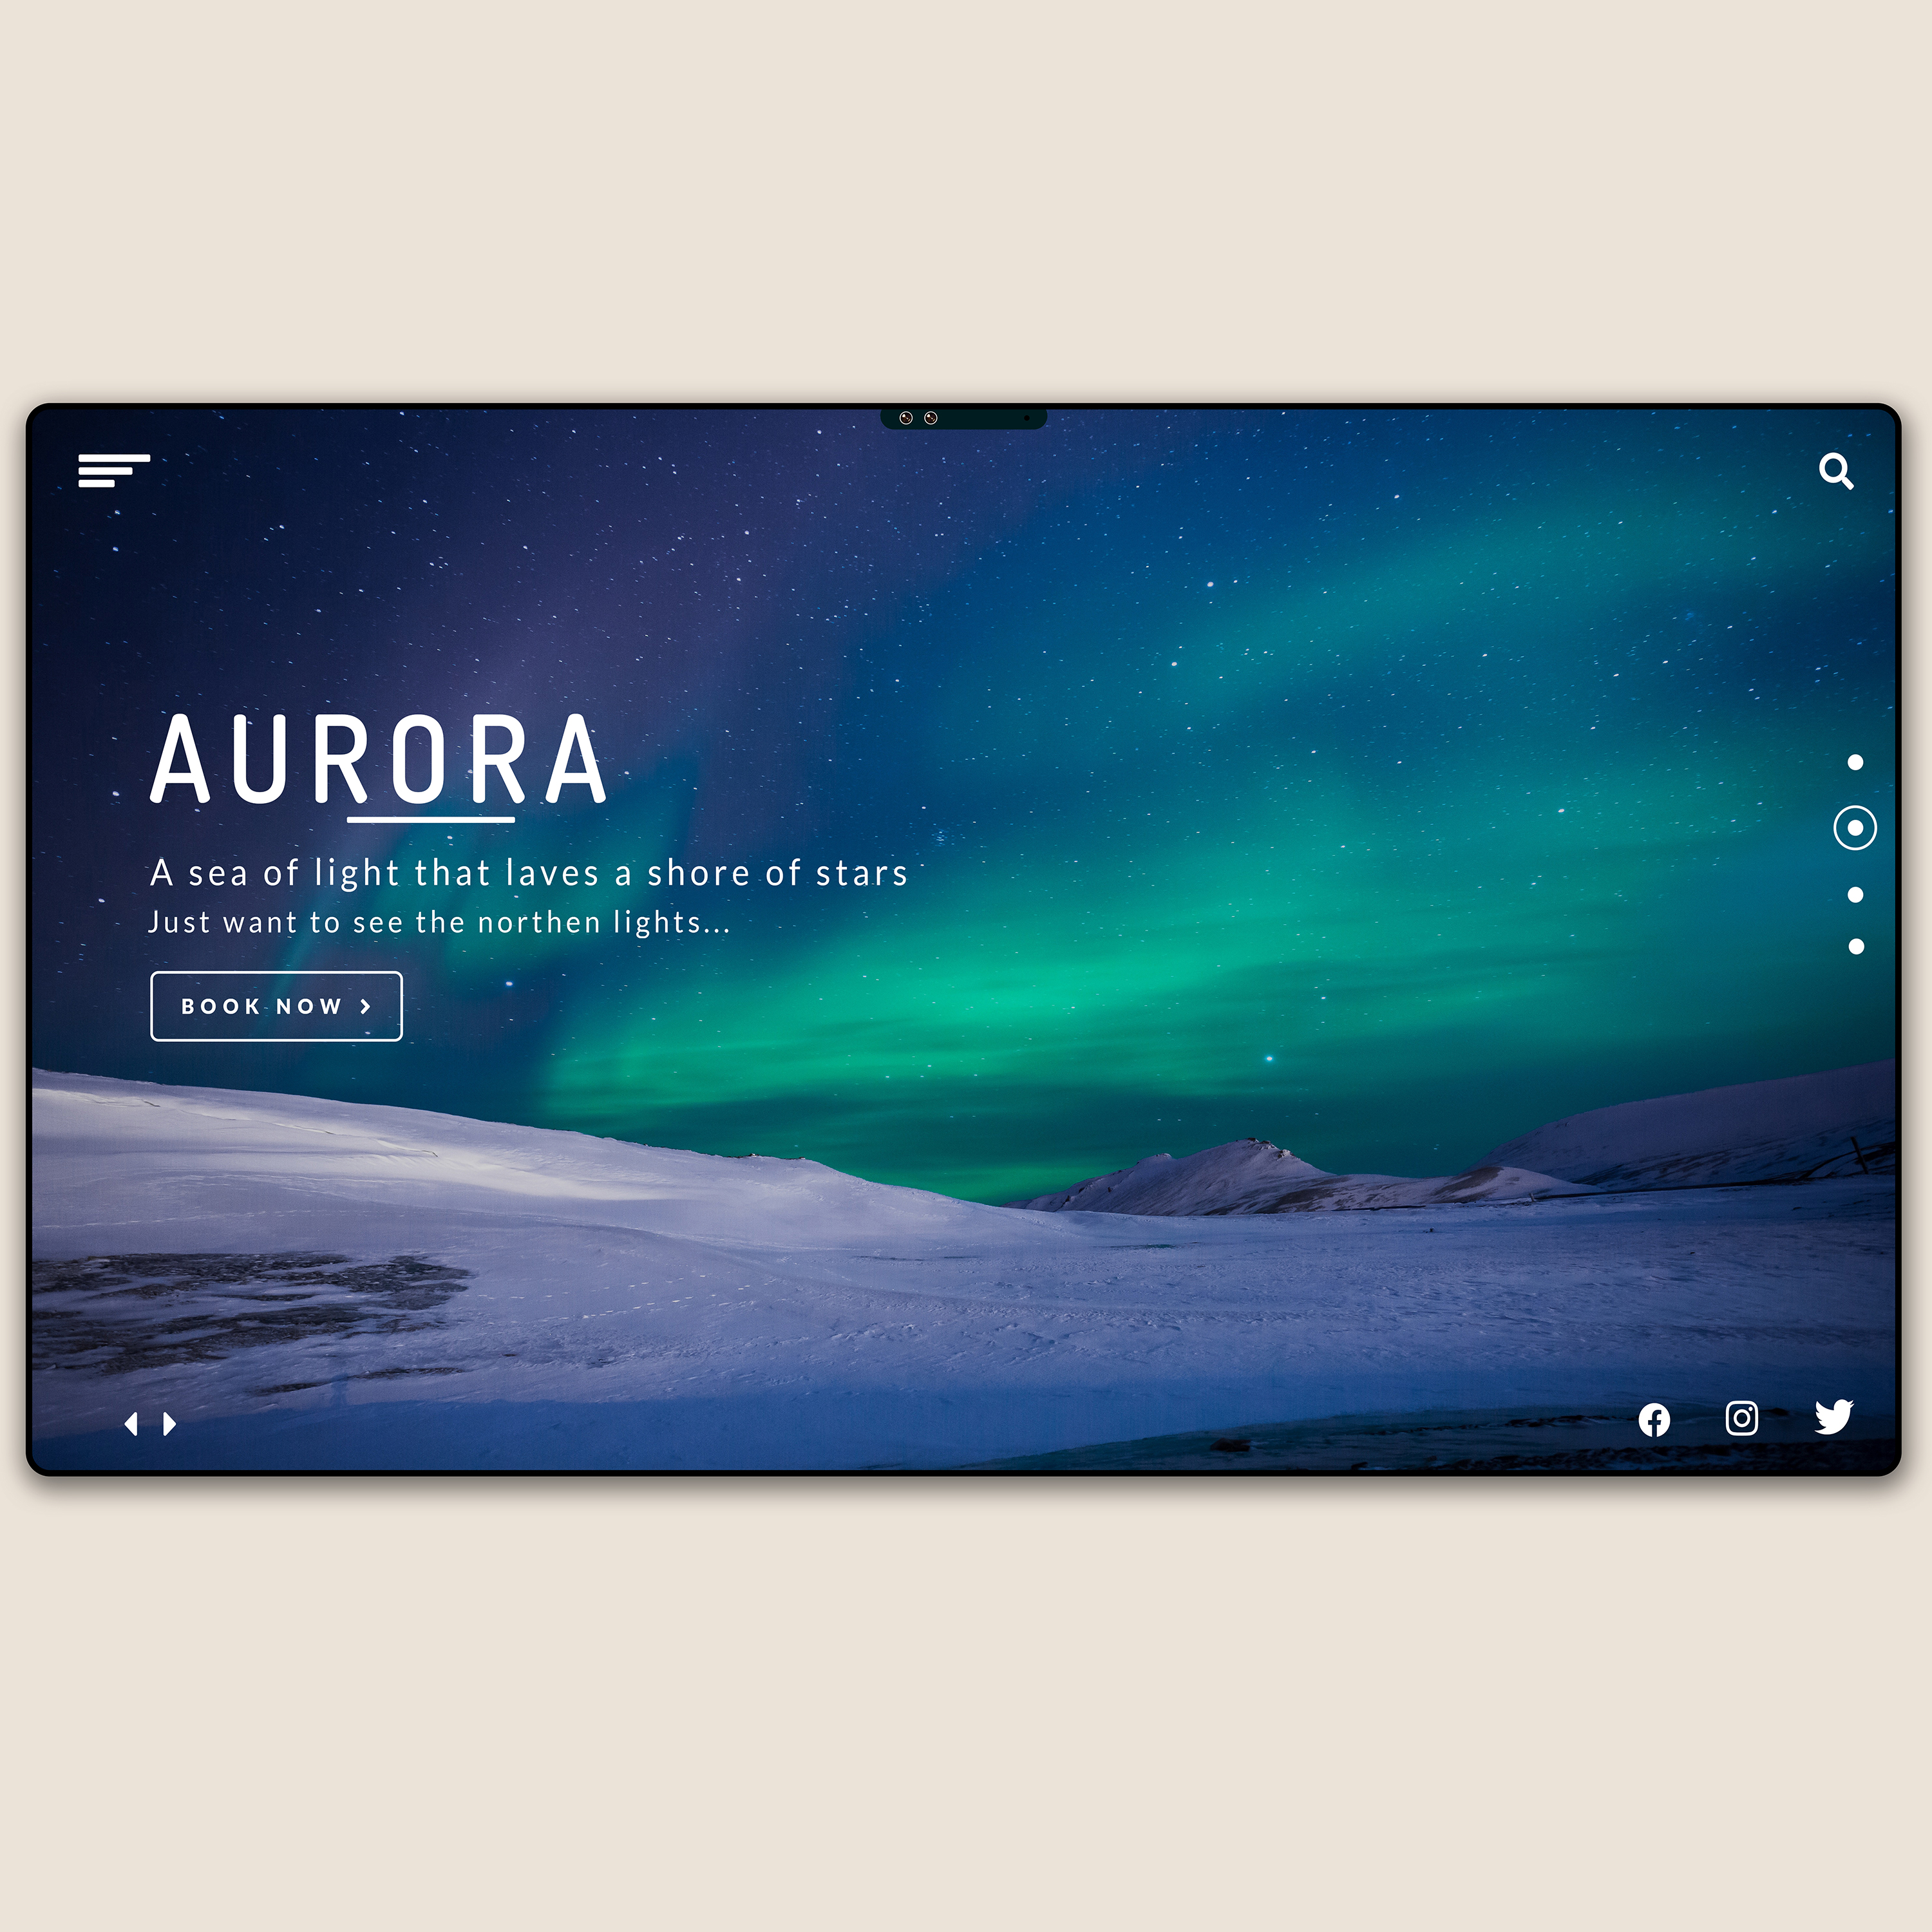 AURORA
A sea of light that laves a shore of stars
Just want to see the northen lights...
BOOK NOW >